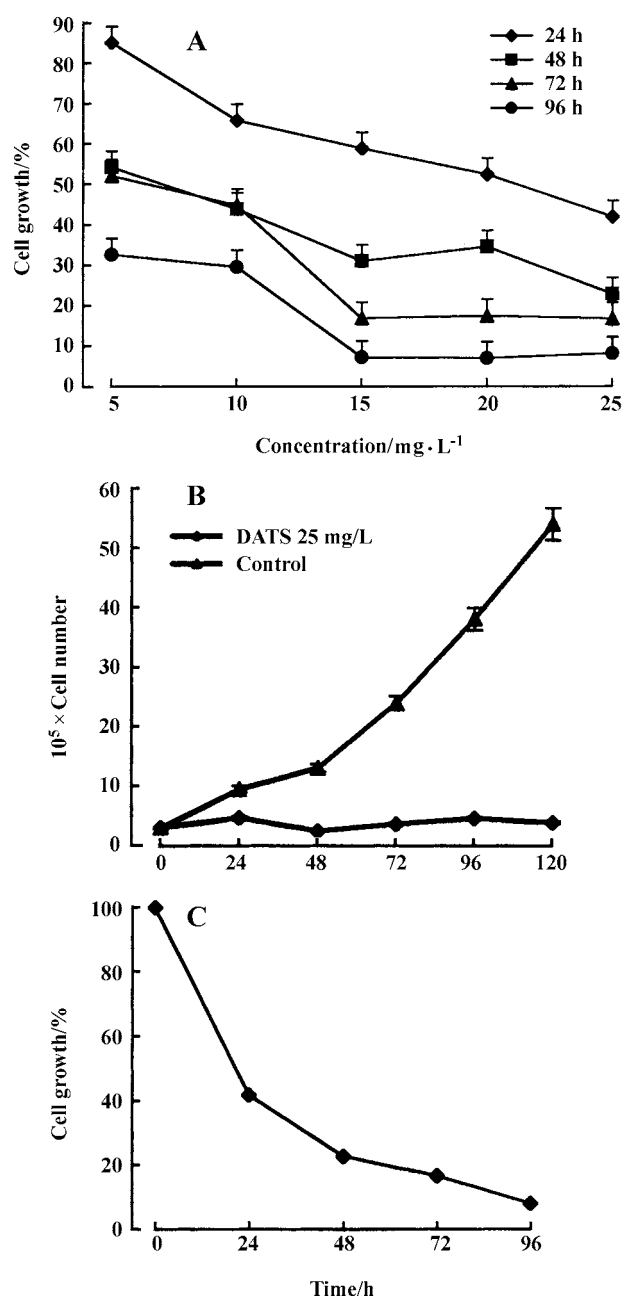 A
24 h
48 h
72 h
96 h
90
80
70
60
50
40
30
20
10
0
Cell growth/%
5 10 15 20 25
Concentration/mg·L⁻¹
B
DATS 25 mg/L
Control
60
50
40
30
20
10
0
10⁵ × Cell number
0 24 48 72 96 120
C
100
80
60
40
20
0
Cell growth/%
0 24 48 72 96
Time/h